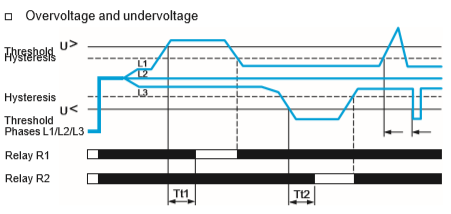 □ Overvoltage and undervoltage
Threshold U>
Hysteresis
L1
L2
L3
Hysteresis
U<
Threshold
Phases L1/L2/L3
Relay R1
Relay R2
Tt1
Tt2